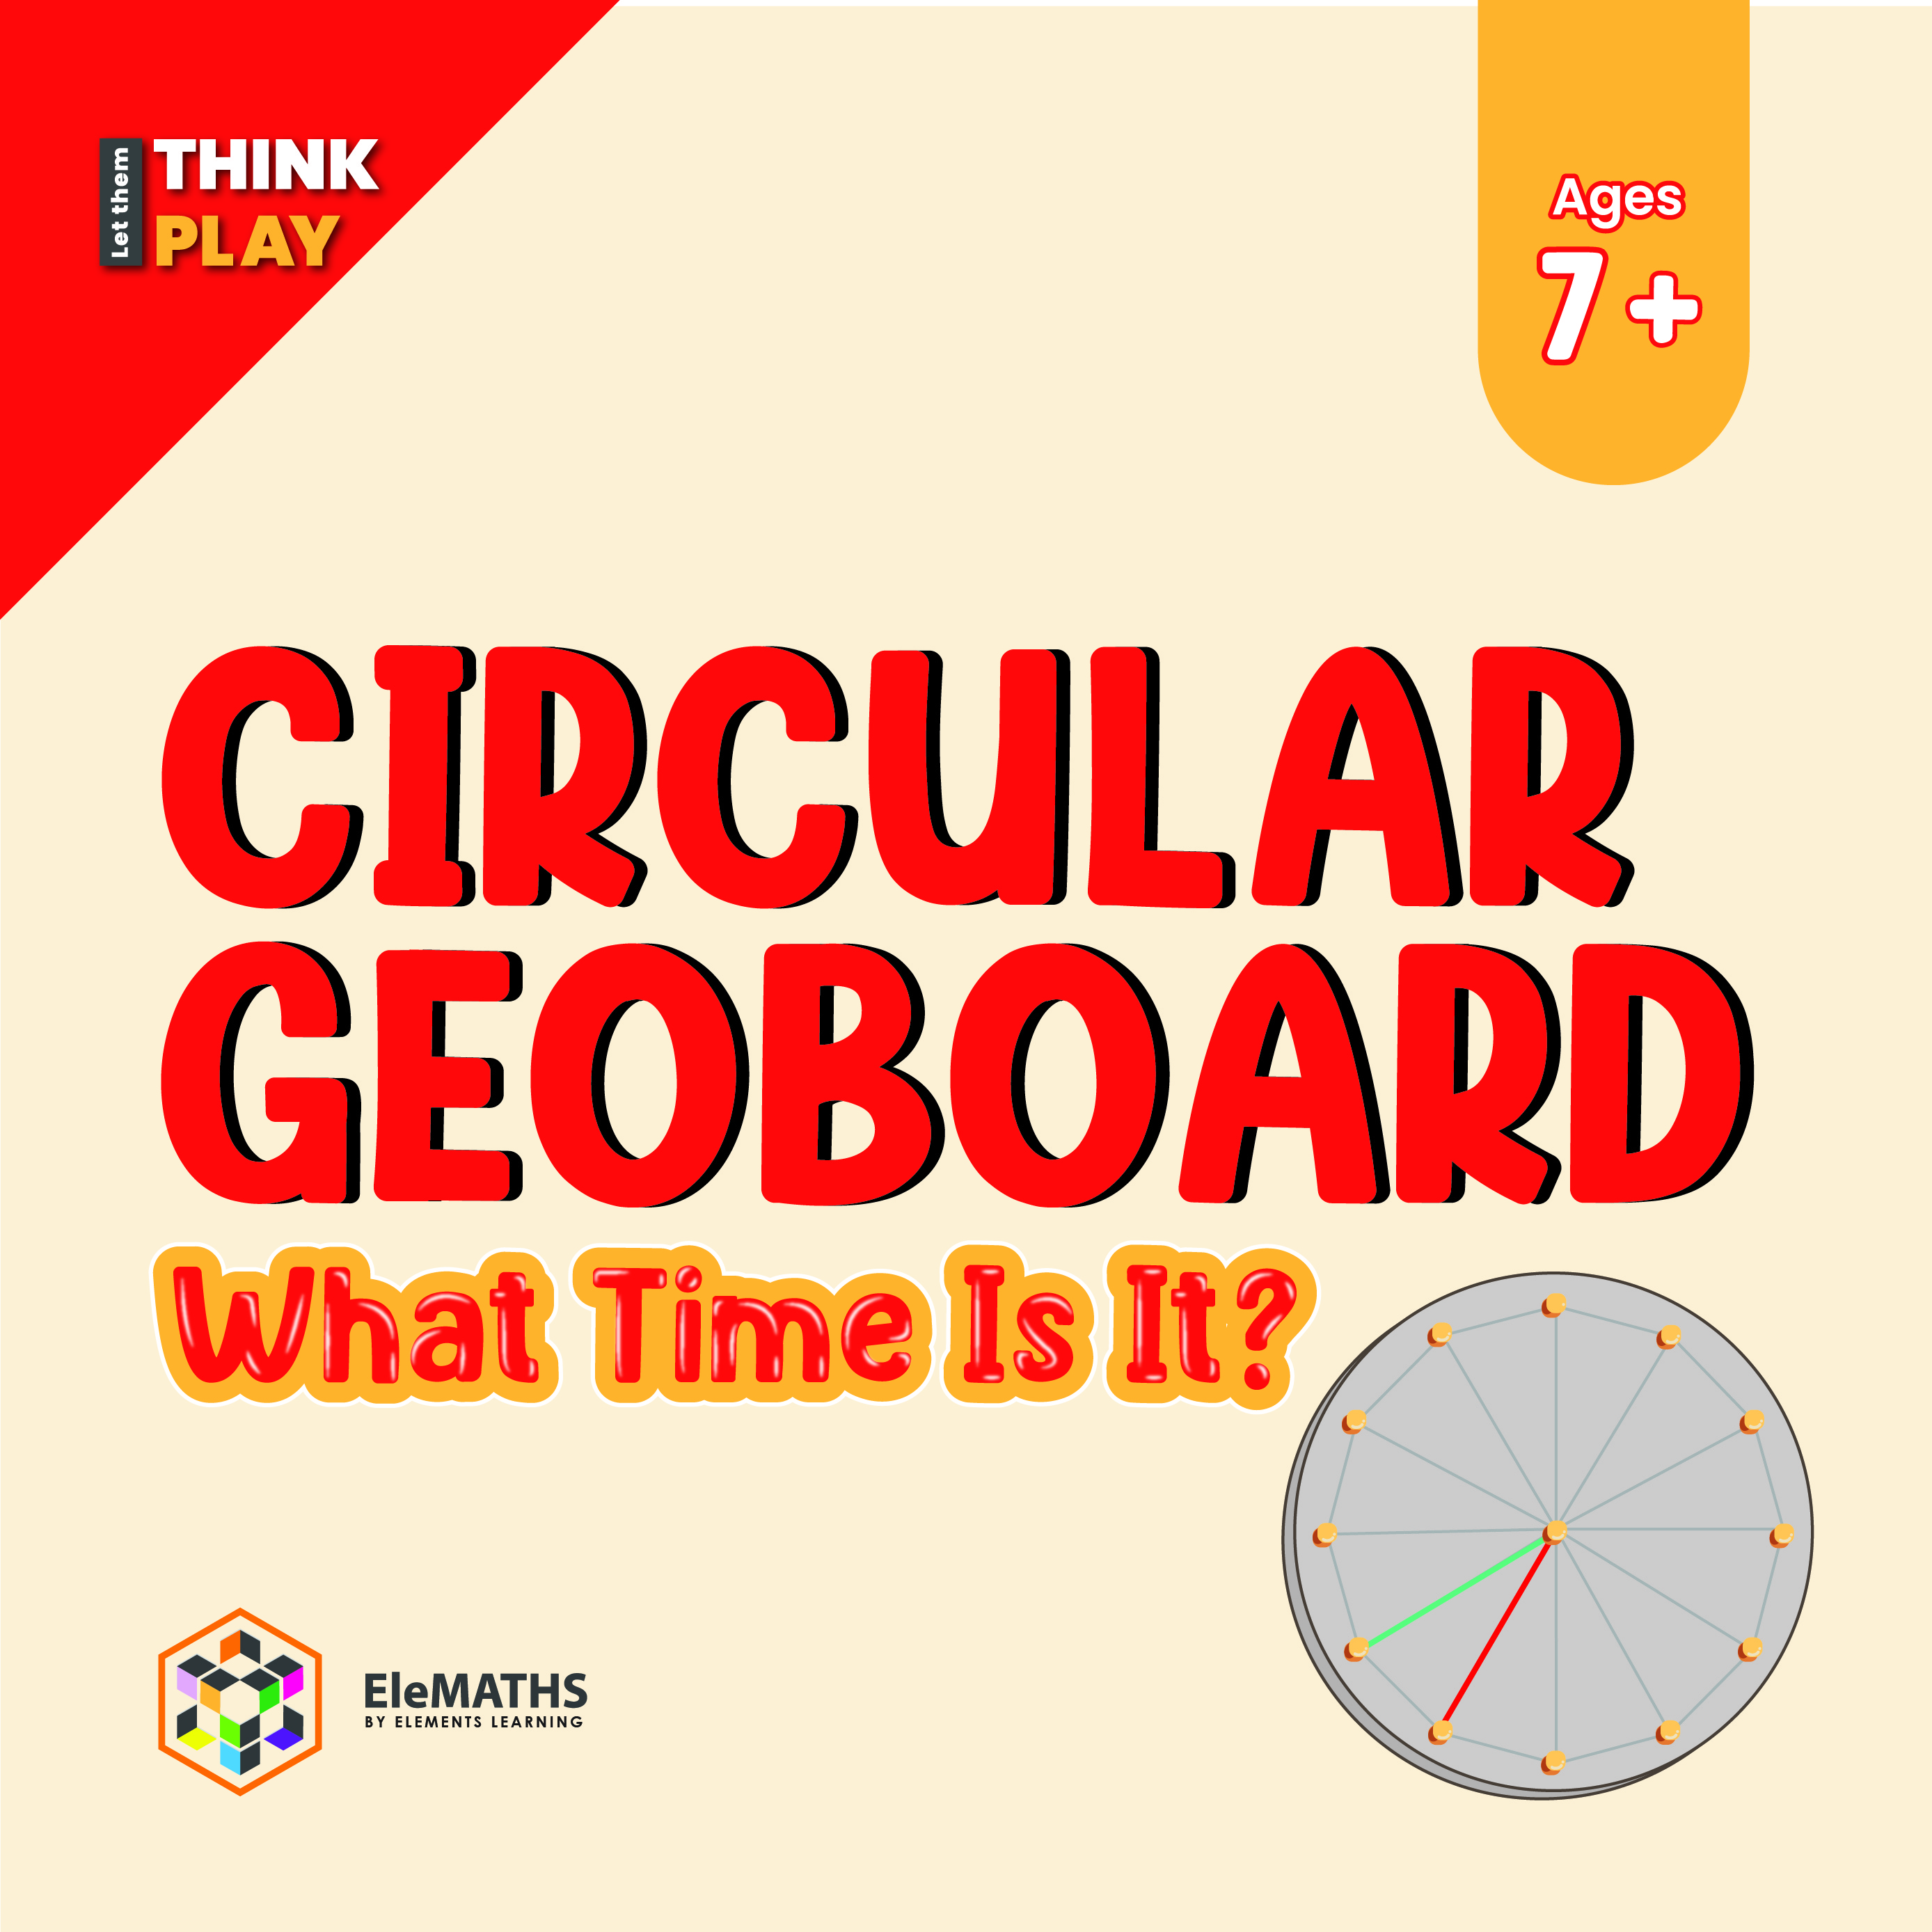 Let them
THINK
PLAY
Ages
7+
CIRCULAR
GEOBOARD
What Time Is It?
EleMATHS
BY ELEMENTS LEARNING